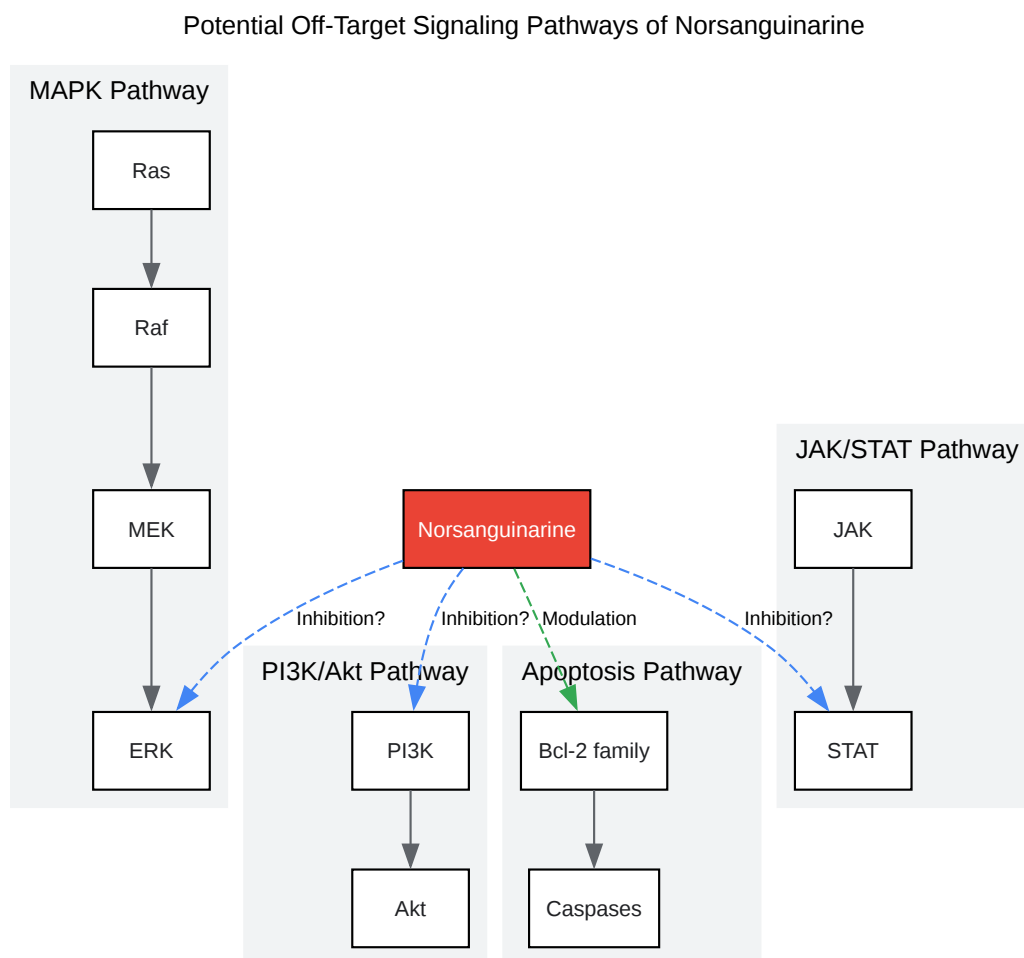 Potential Off-Target Signaling Pathways of Norsanguinarine
MAPK Pathway
Ras
Raf
MEK
ERK
Norsanguinarine
Inhibition?
Inhibition?
Modulation
Inhibition?
PI3K/Akt Pathway
PI3K
Akt
Apoptosis Pathway
Bcl-2 family
Caspases
JAK/STAT Pathway
JAK
STAT